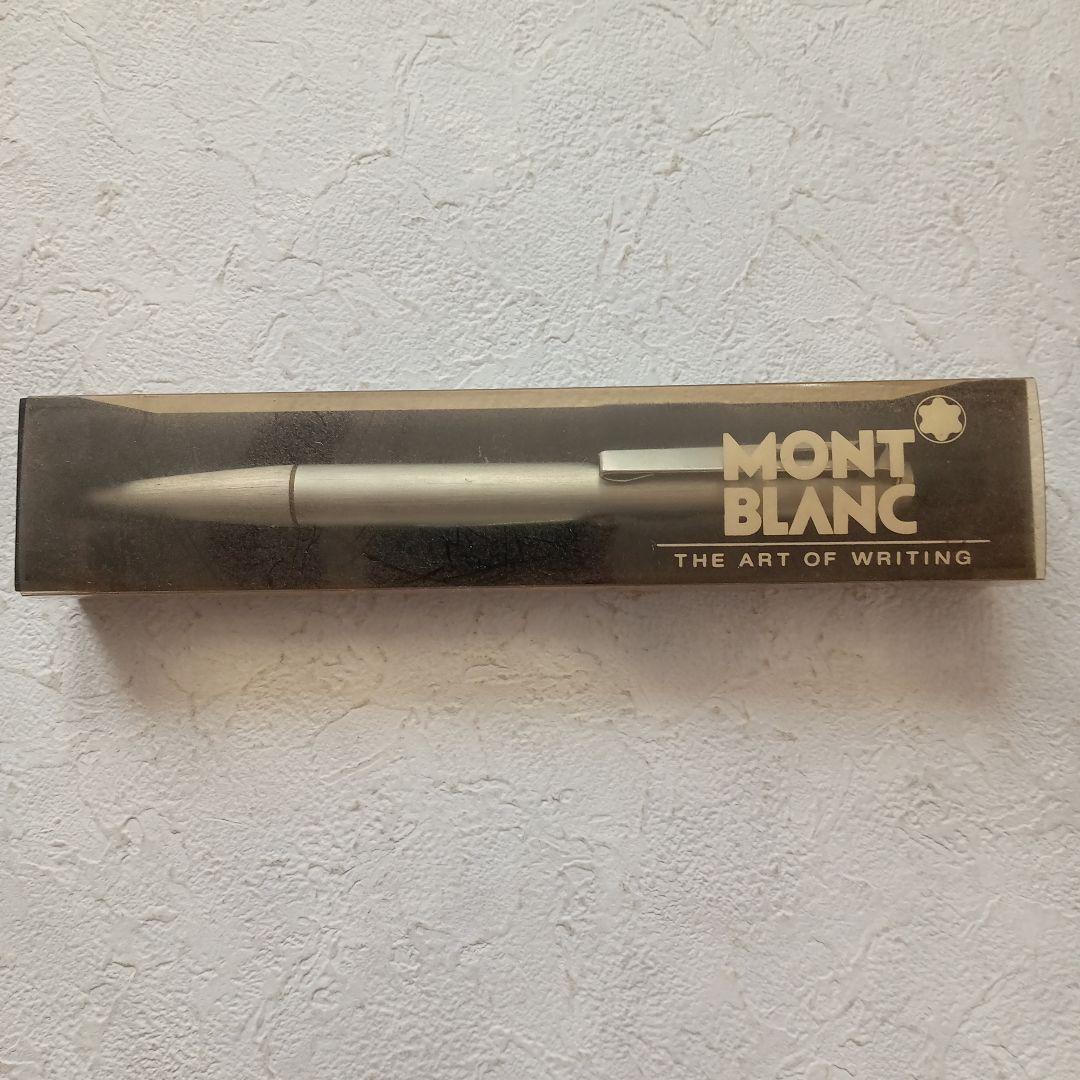 MONT
BLANC
THE ART OF WRITING